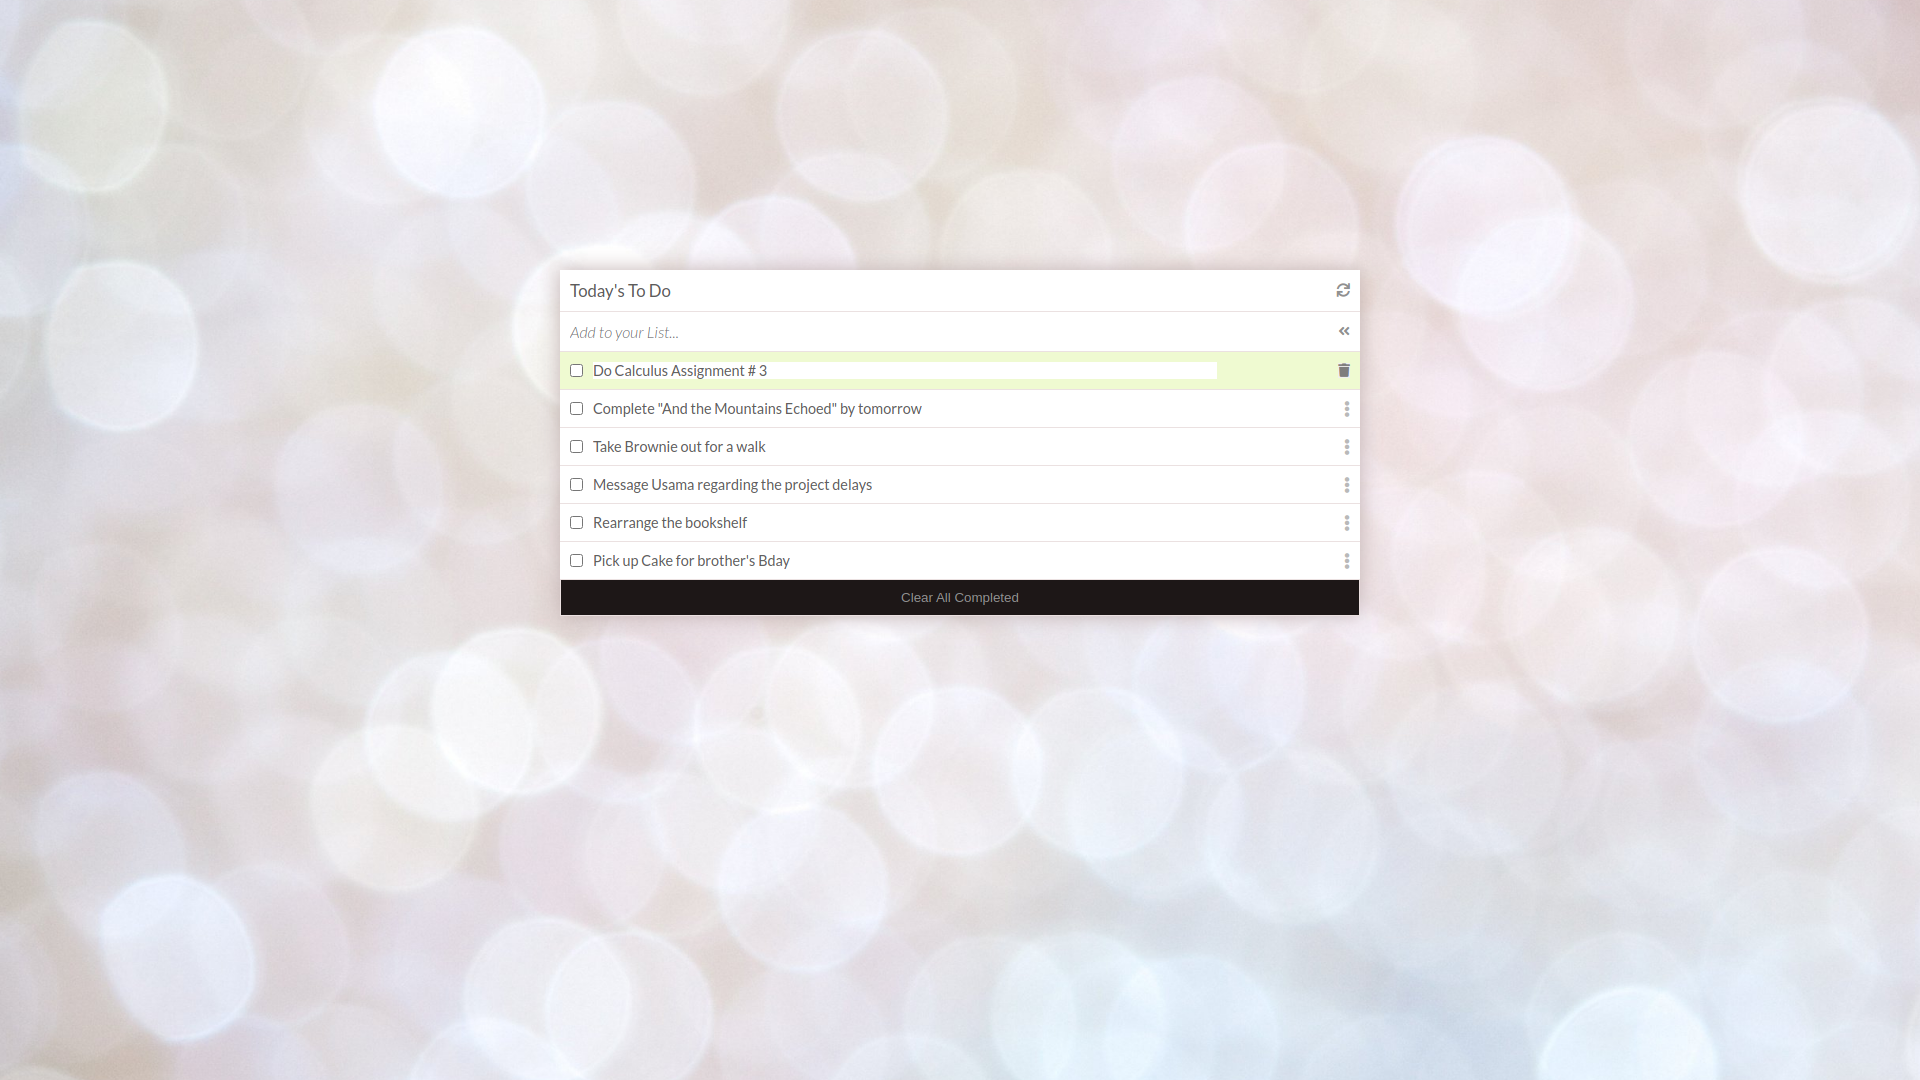 Today's To Do
Add to your List...
Do Calculus Assignment # 3
Complete "And the Mountains Echoed" by tomorrow
Take Brownie out for a walk
Message Usama regarding the project delays
Rearrange the bookshelf
Pick up Cake for brother's Bday
Clear All Completed